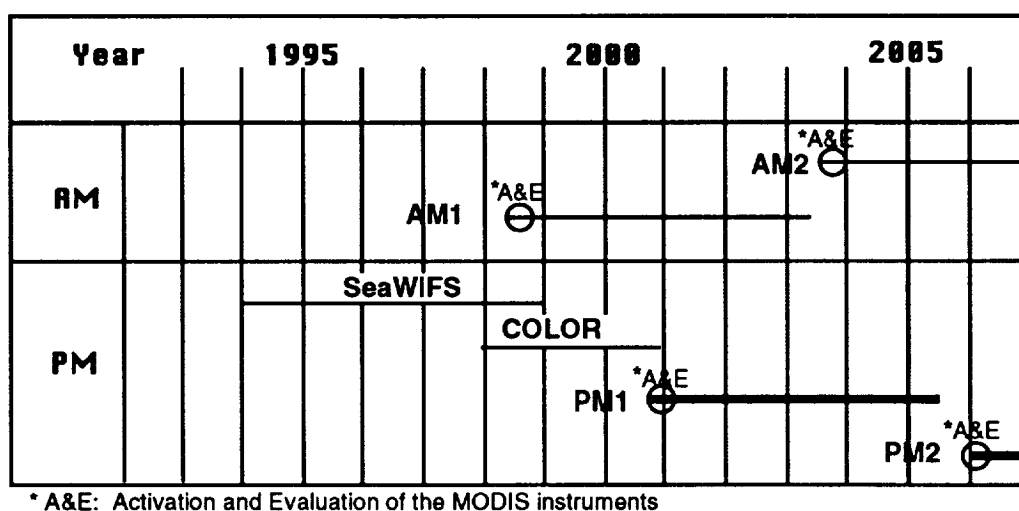 Year 1995 2000 2005
*A&E
AM2
AM
*A&E
AM1
SeaWIFS
COLOR
PM
*A&E
PM1
*A&E
PM2
* A&E: Activation and Evaluation of the MODIS instruments